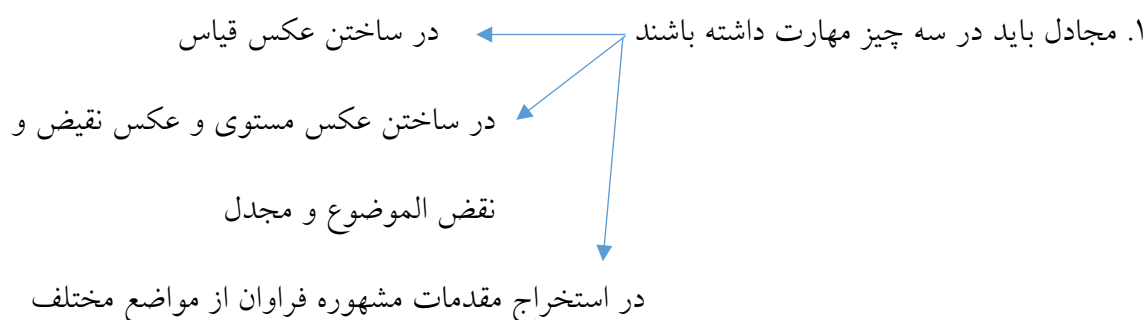 ۱. مجادل باید در سه چیز مهارت داشته باشند در ساختن عکس قیاس
در ساختن عکس مستوی و عکس نقیض و
نقض الموضوع و مجدل
در استخراج مقدمات مشهوره فراوان از مواضع مختلف